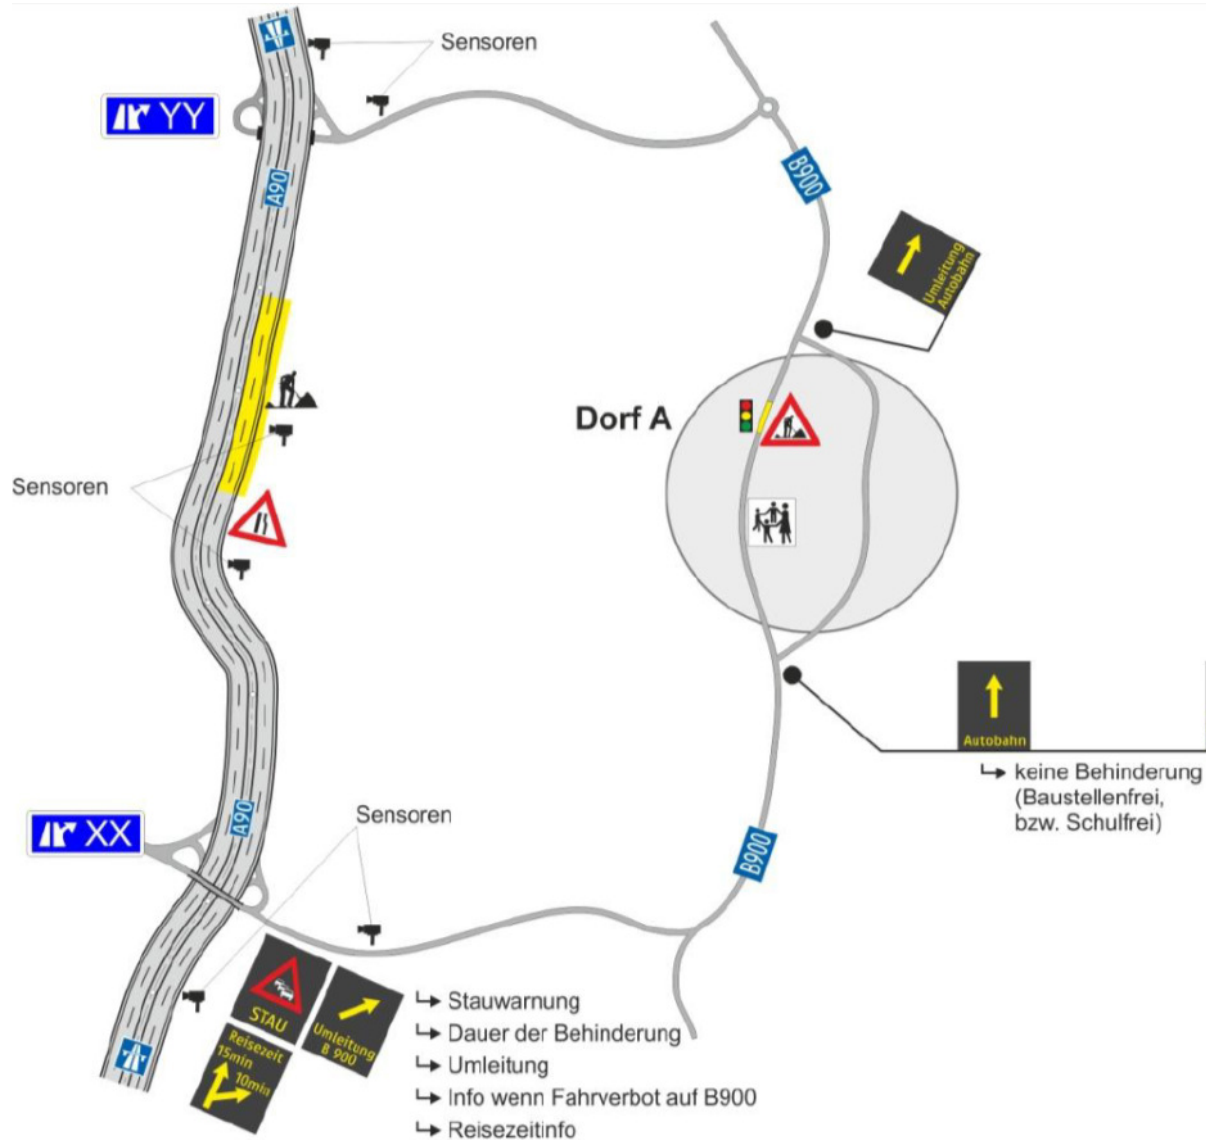 Sensoren
YY
A90
B900
Umleitung
Autobahn
Dorf A
Sensoren
Autobahn
↳ keine Behinderung
(Baustellenfrei,
bzw. Schulfrei)
Sensoren
XX
A90
B900
STAU
Umleitung
B 900
Reisezeit
15min
10min
↳ Stauwarnung
↳ Dauer der Behinderung
↳ Umleitung
↳ Info wenn Fahrverbot auf B900
↳ Reisezeitinfo